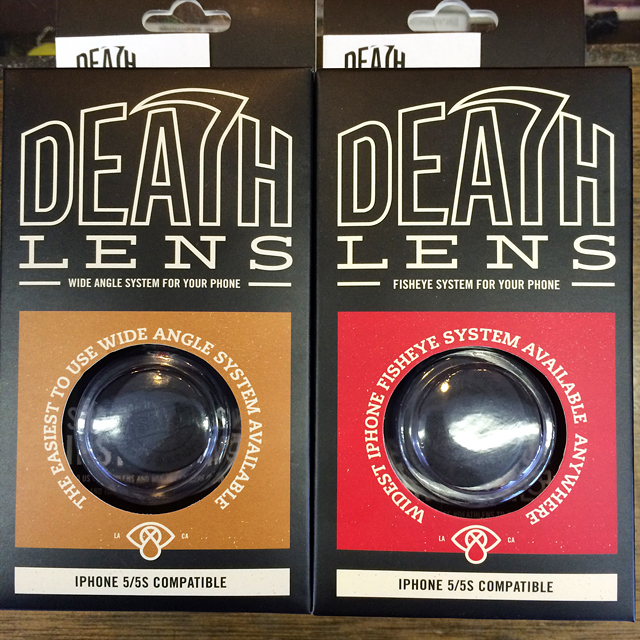 DEATH
DEATH
LENS
WIDE ANGLE SYSTEM FOR YOUR PHONE
THE EASIEST TO USE WIDE ANGLE SYSTEM AVAILABLE
LA CA
IPHONE 5/5S COMPATIBLE
DEATH
DEATH
LENS
FISHEYE SYSTEM FOR YOUR PHONE
WIDEST IPHONE FISHEYE SYSTEM AVAILABLE ANYWHERE
LA CA
IPHONE 5/5S COMPATIBLE